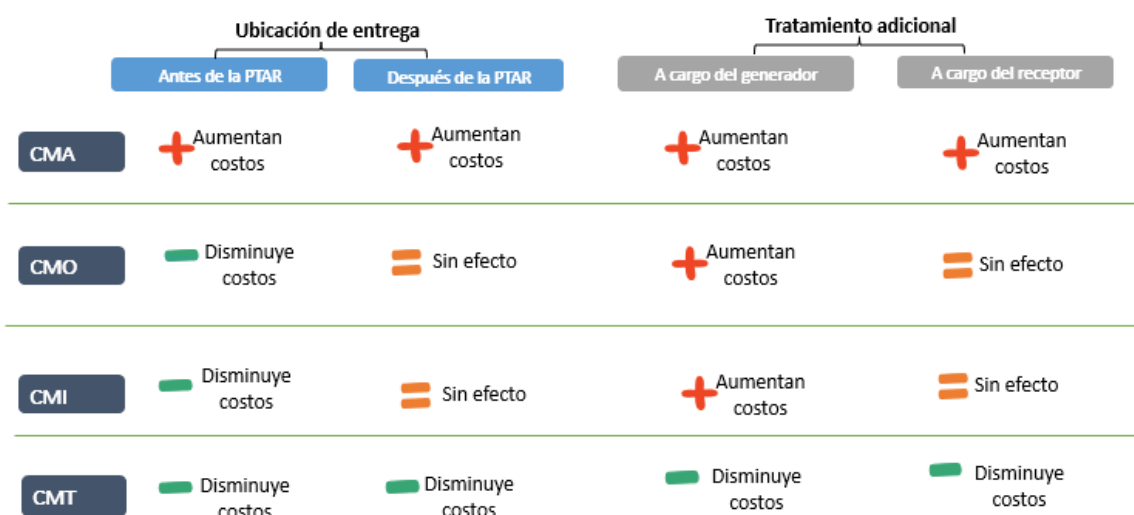 Ubicación de entrega
Tratamiento adicional
Antes de la PTAR
Después de la PTAR
A cargo del generador
A cargo del receptor
CMA
Aumentan
costos
Aumentan
costos
Aumentan
costos
Aumentan
costos
CMO
Disminuye
costos
Sin efecto
Aumentan
costos
Sin efecto
CMI
Disminuye
costos
Sin efecto
Aumentan
costos
Sin efecto
CMT
Disminuye
costos
Disminuye
costos
Disminuye
costos
Disminuye
costos